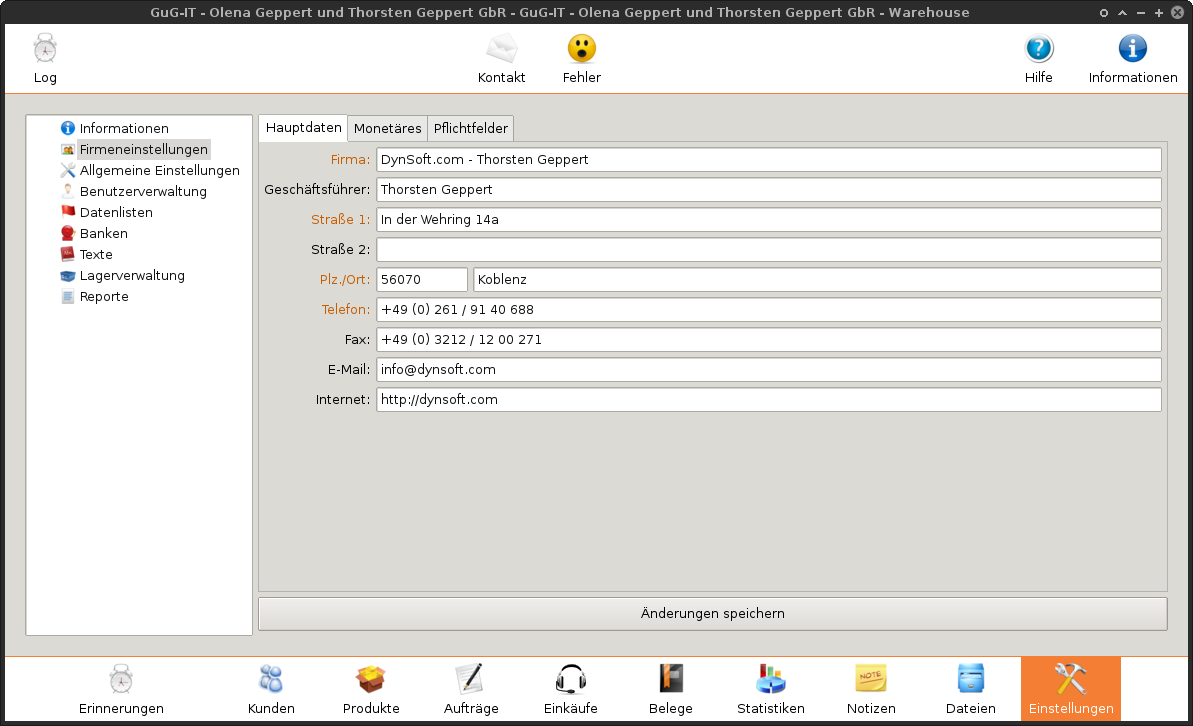 GuG-IT - Olena Geppert und Thorsten Geppert GbR - GuG-IT - Olena Geppert und Thorsten Geppert GbR - Warehouse
Log
Kontakt
Fehler
Hilfe
Informationen
Informationen
Firmeneinstellungen
Allgemeine Einstellungen
Benutzerverwaltung
Datenlisten
Banken
Texte
Lagerverwaltung
Reporte
Hauptdaten
Monetäres
Pflichtfelder
Firma: DynSoft.com - Thorsten Geppert
Geschäftsführer: Thorsten Geppert
Straße 1: In der Wehring 14a
Straße 2:
Plz./Ort: 56070 Koblenz
Telefon: +49 (0) 261 / 91 40 688
Fax: +49 (0) 3212 / 12 00 271
E-Mail: info@dynsoft.com
Internet: http://dynsoft.com
Änderungen speichern
NOTE
Erinnerungen
Kunden
Produkte
Aufträge
Einkäufe
Belege
Statistiken
Notizen
Dateien
Einstellungen